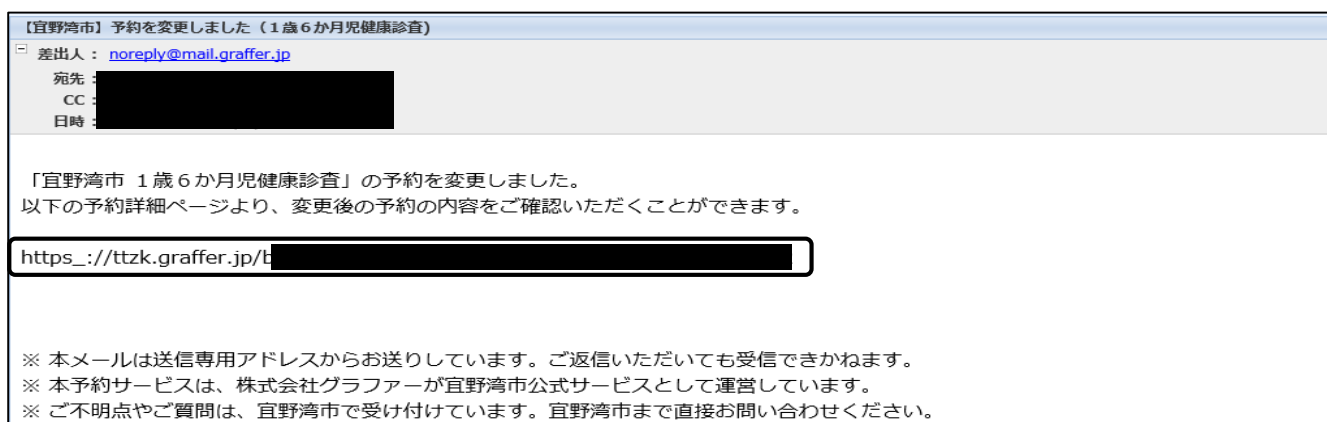 【宜野湾市】予約を変更しました（１歳６か月児健康診査)
差出人： noreply@mail.graffer.jp
宛先：
CC：
日時：
「宜野湾市 １歳６か月児健康診査」の予約を変更しました。
以下の予約詳細ページより、変更後の予約の内容をご確認いただくことができます。
https_://ttzk.graffer.jp/b
※ 本メールは送信専用アドレスからお送りしています。ご返信いただいても受信できかねます。
※ 本予約サービスは、株式会社グラファーが宜野湾市公式サービスとして運営しています。
※ ご不明点やご質問は、宜野湾市で受け付けています。宜野湾市まで直接お問い合わせください。